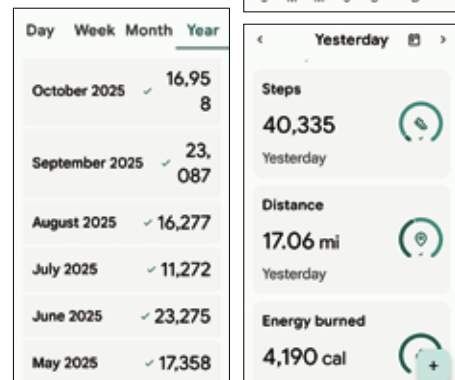 Day Week Month Year
October 2025 16,95
8
September 2025 23,
087
August 2025 16,277
July 2025 11,272
June 2025 23,275
May 2025 17,358
Yesterday
Steps
40,335
Yesterday
Distance
17.06 mi
Yesterday
Energy burned
4,190 cal